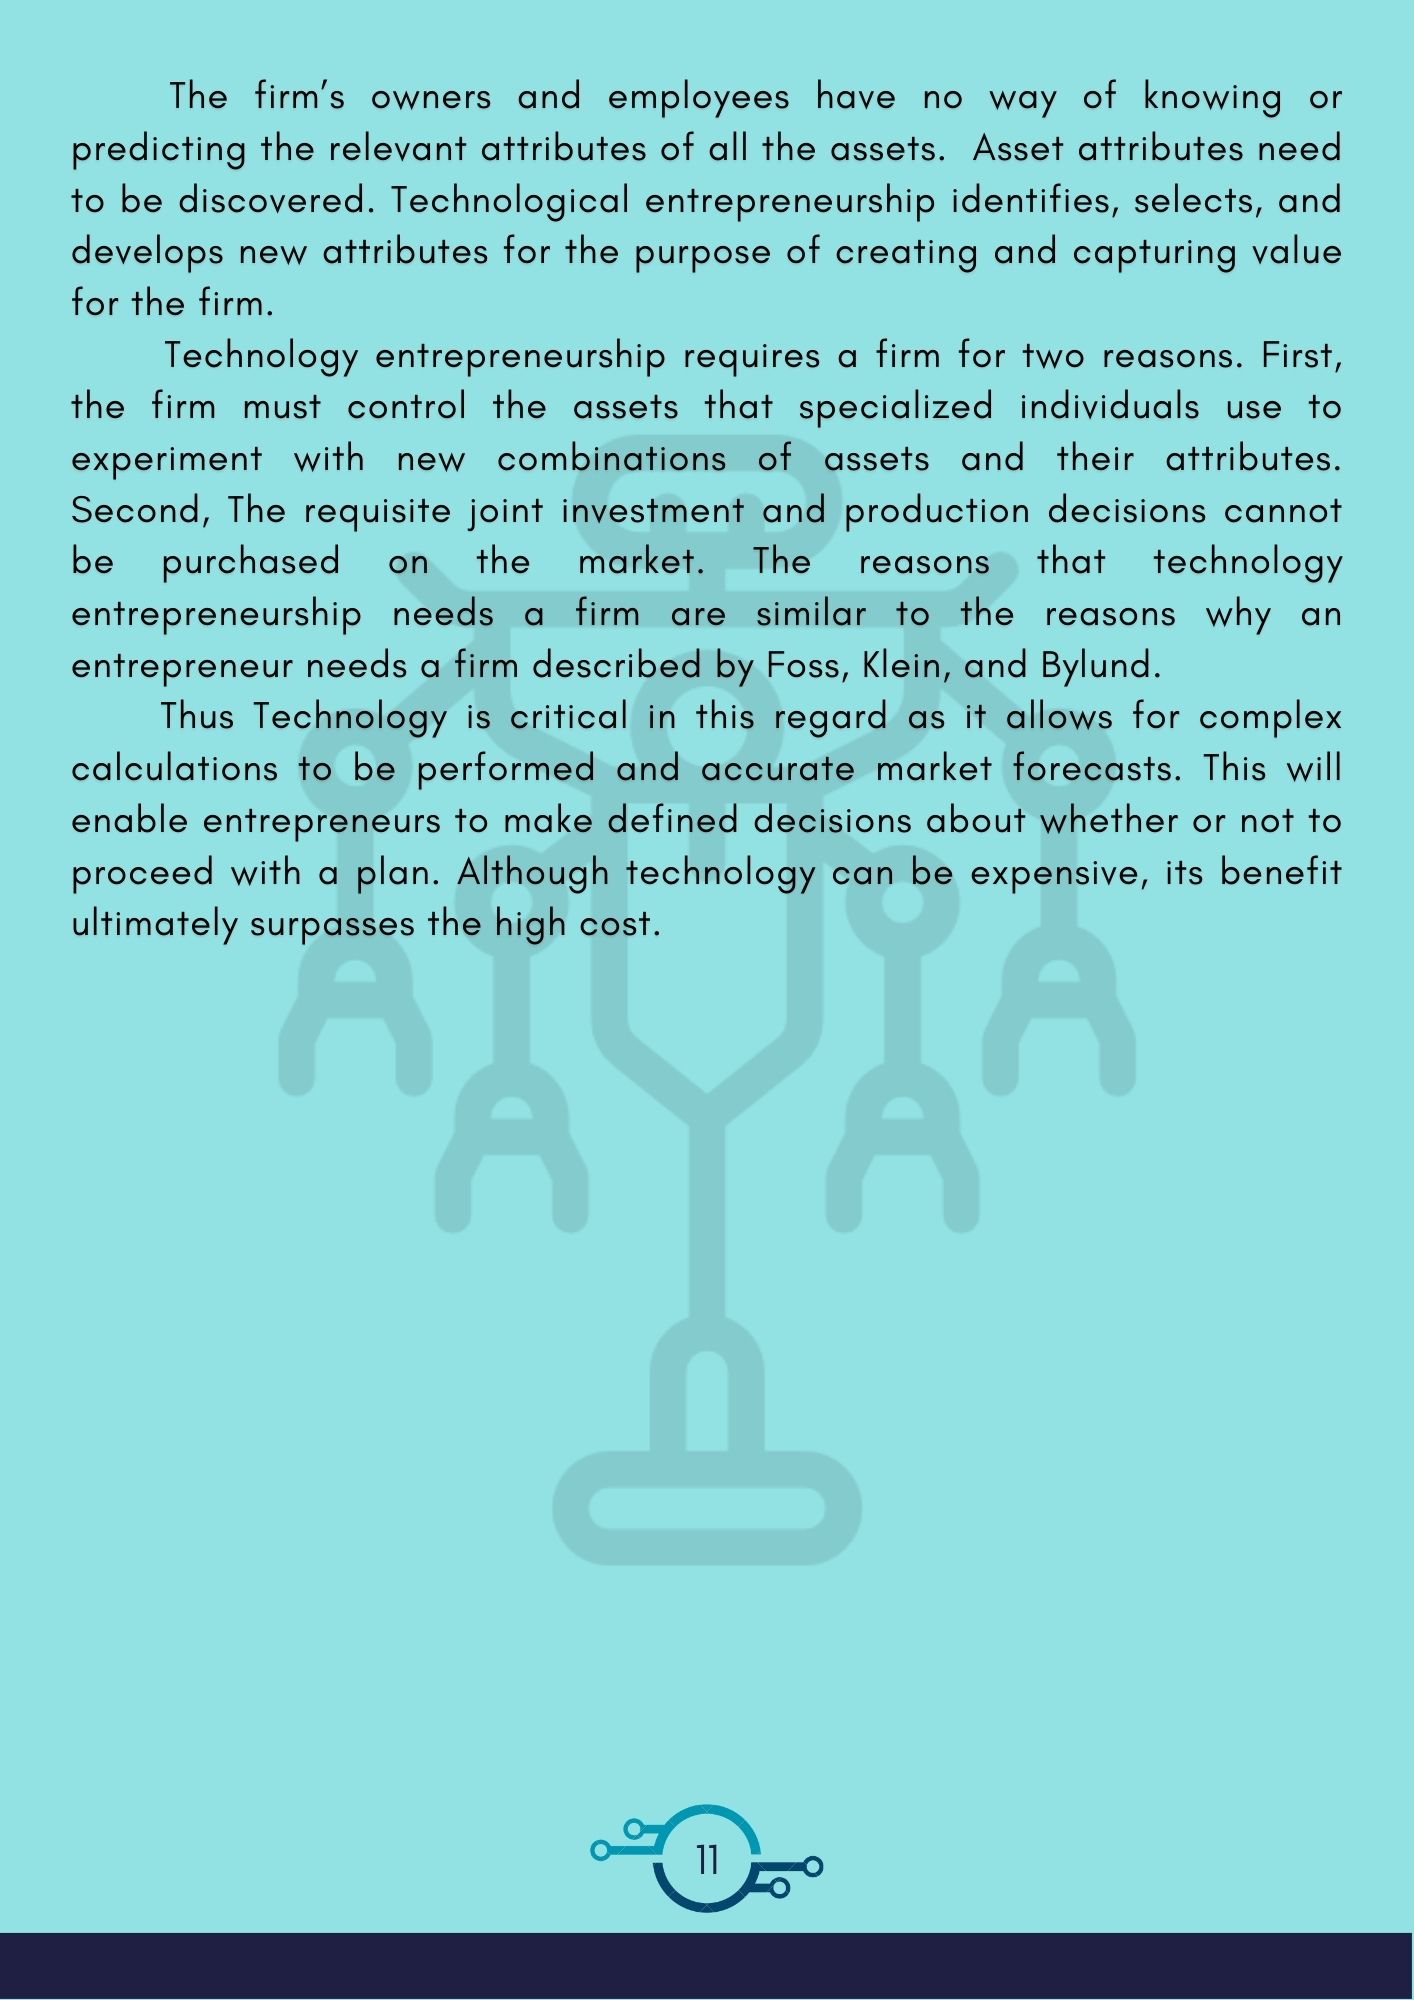 The firm’s owners and employees have no way of knowing or
predicting the relevant attributes of all the assets.  Asset attributes need
to be discovered. Technological entrepreneurship identifies, selects, and
develops new attributes for the purpose of creating and capturing value
for the firm.
Technology entrepreneurship requires a firm for two reasons. First,
the firm must control the assets that specialized individuals use to
experiment with new combinations of assets and their attributes.
Second, The requisite joint investment and production decisions cannot
be purchased on the market. The reasons that technology
entrepreneurship needs a firm are similar to the reasons why an
entrepreneur needs a firm described by Foss, Klein, and Bylund.
Thus Technology is critical in this regard as it allows for complex
calculations to be performed and accurate market forecasts. This will
enable entrepreneurs to make defined decisions about whether or not to
proceed with a plan. Although technology can be expensive, its benefit
ultimately surpasses the high cost.
11